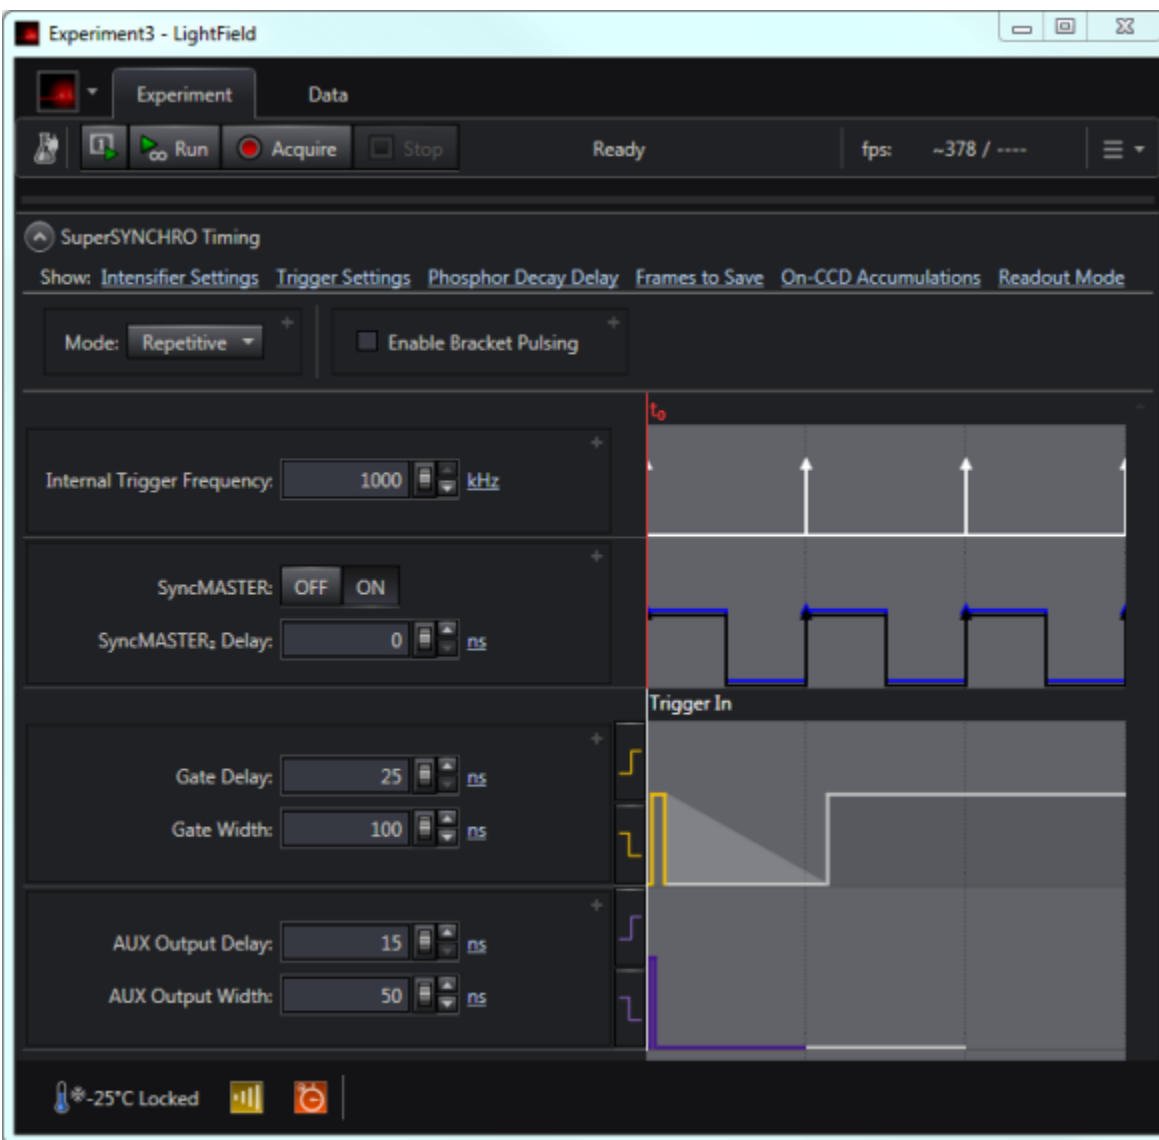 Experiment3 - LightField
Experiment Data
1 Run Acquire Stop Ready fps: ~378 / ----
SuperSYNCHRO Timing
Show: Intensifier Settings Trigger Settings Phosphor Decay Delay Frames to Save On-CCD Accumulations Readout Mode
Mode: Repetitive Enable Bracket Pulsing
t₀
Internal Trigger Frequency: 1000 kHz
SyncMASTER: OFF ON
SyncMASTER₂ Delay: 0 ns
Trigger In
Gate Delay: 25 ns
Gate Width: 100 ns
AUX Output Delay: 15 ns
AUX Output Width: 50 ns
-25°C Locked